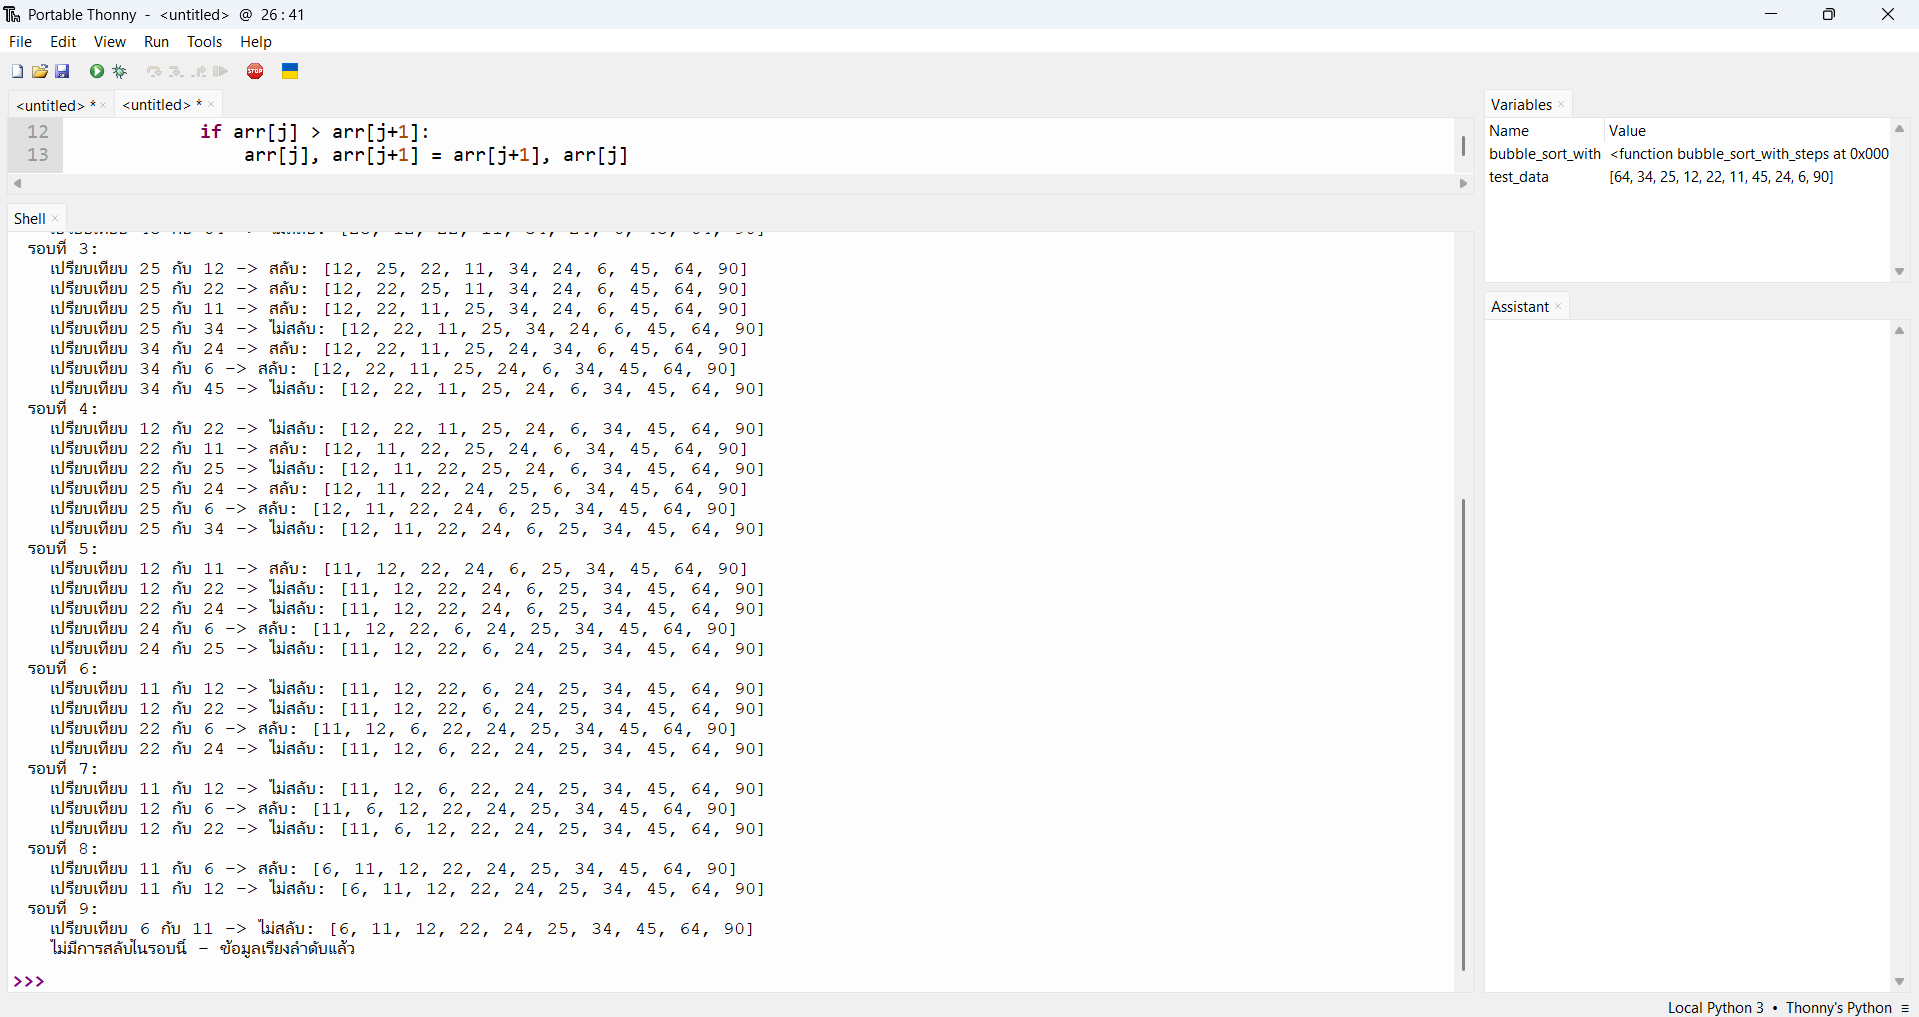 Portable Thonny - <untitled> @ 26:41
File Edit View Run Tools Help
STOP
<untitled> * × <untitled> * ×
12 if arr[j] > arr[j+1]:
13 arr[j], arr[j+1] = arr[j+1], arr[j]
Shell ×
รอบที่ 3:
เปรียบเทียบ 25 กับ 12 -> สลับ: [12, 25, 22, 11, 34, 24, 6, 45, 64, 90]
เปรียบเทียบ 25 กับ 22 -> สลับ: [12, 22, 25, 11, 34, 24, 6, 45, 64, 90]
เปรียบเทียบ 25 กับ 11 -> สลับ: [12, 22, 11, 25, 34, 24, 6, 45, 64, 90]
เปรียบเทียบ 25 กับ 34 -> ไม่สลับ: [12, 22, 11, 25, 34, 24, 6, 45, 64, 90]
เปรียบเทียบ 34 กับ 24 -> สลับ: [12, 22, 11, 25, 24, 34, 6, 45, 64, 90]
เปรียบเทียบ 34 กับ 6 -> สลับ: [12, 22, 11, 25, 24, 6, 34, 45, 64, 90]
เปรียบเทียบ 34 กับ 45 -> ไม่สลับ: [12, 22, 11, 25, 24, 6, 34, 45, 64, 90]
รอบที่ 4:
เปรียบเทียบ 12 กับ 22 -> ไม่สลับ: [12, 22, 11, 25, 24, 6, 34, 45, 64, 90]
เปรียบเทียบ 22 กับ 11 -> สลับ: [12, 11, 22, 25, 24, 6, 34, 45, 64, 90]
เปรียบเทียบ 22 กับ 25 -> ไม่สลับ: [12, 11, 22, 25, 24, 6, 34, 45, 64, 90]
เปรียบเทียบ 25 กับ 24 -> สลับ: [12, 11, 22, 24, 25, 6, 34, 45, 64, 90]
เปรียบเทียบ 25 กับ 6 -> สลับ: [12, 11, 22, 24, 6, 25, 34, 45, 64, 90]
เปรียบเทียบ 25 กับ 34 -> ไม่สลับ: [12, 11, 22, 24, 6, 25, 34, 45, 64, 90]
รอบที่ 5:
เปรียบเทียบ 12 กับ 11 -> สลับ: [11, 12, 22, 24, 6, 25, 34, 45, 64, 90]
เปรียบเทียบ 12 กับ 22 -> ไม่สลับ: [11, 12, 22, 24, 6, 25, 34, 45, 64, 90]
เปรียบเทียบ 22 กับ 24 -> ไม่สลับ: [11, 12, 22, 24, 6, 25, 34, 45, 64, 90]
เปรียบเทียบ 24 กับ 6 -> สลับ: [11, 12, 22, 6, 24, 25, 34, 45, 64, 90]
เปรียบเทียบ 24 กับ 25 -> ไม่สลับ: [11, 12, 22, 6, 24, 25, 34, 45, 64, 90]
รอบที่ 6:
เปรียบเทียบ 11 กับ 12 -> ไม่สลับ: [11, 12, 22, 6, 24, 25, 34, 45, 64, 90]
เปรียบเทียบ 12 กับ 22 -> ไม่สลับ: [11, 12, 22, 6, 24, 25, 34, 45, 64, 90]
เปรียบเทียบ 22 กับ 6 -> สลับ: [11, 12, 6, 22, 24, 25, 34, 45, 64, 90]
เปรียบเทียบ 22 กับ 24 -> ไม่สลับ: [11, 12, 6, 22, 24, 25, 34, 45, 64, 90]
รอบที่ 7:
เปรียบเทียบ 11 กับ 12 -> ไม่สลับ: [11, 12, 6, 22, 24, 25, 34, 45, 64, 90]
เปรียบเทียบ 12 กับ 6 -> สลับ: [11, 6, 12, 22, 24, 25, 34, 45, 64, 90]
เปรียบเทียบ 12 กับ 22 -> ไม่สลับ: [11, 6, 12, 22, 24, 25, 34, 45, 64, 90]
รอบที่ 8:
เปรียบเทียบ 11 กับ 6 -> สลับ: [6, 11, 12, 22, 24, 25, 34, 45, 64, 90]
เปรียบเทียบ 11 กับ 12 -> ไม่สลับ: [6, 11, 12, 22, 24, 25, 34, 45, 64, 90]
รอบที่ 9:
เปรียบเทียบ 6 กับ 11 -> ไม่สลับ: [6, 11, 12, 22, 24, 25, 34, 45, 64, 90]
ไม่มีการสลับในรอบนี้ - ข้อมูลเรียงลำดับแล้ว
>>>
Variables ×
Name Value
bubble_sort_with <function bubble_sort_with_steps at 0x000
test_data [64, 34, 25, 12, 22, 11, 45, 24, 6, 90]
Assistant ×
Local Python 3 • Thonny's Python ≡